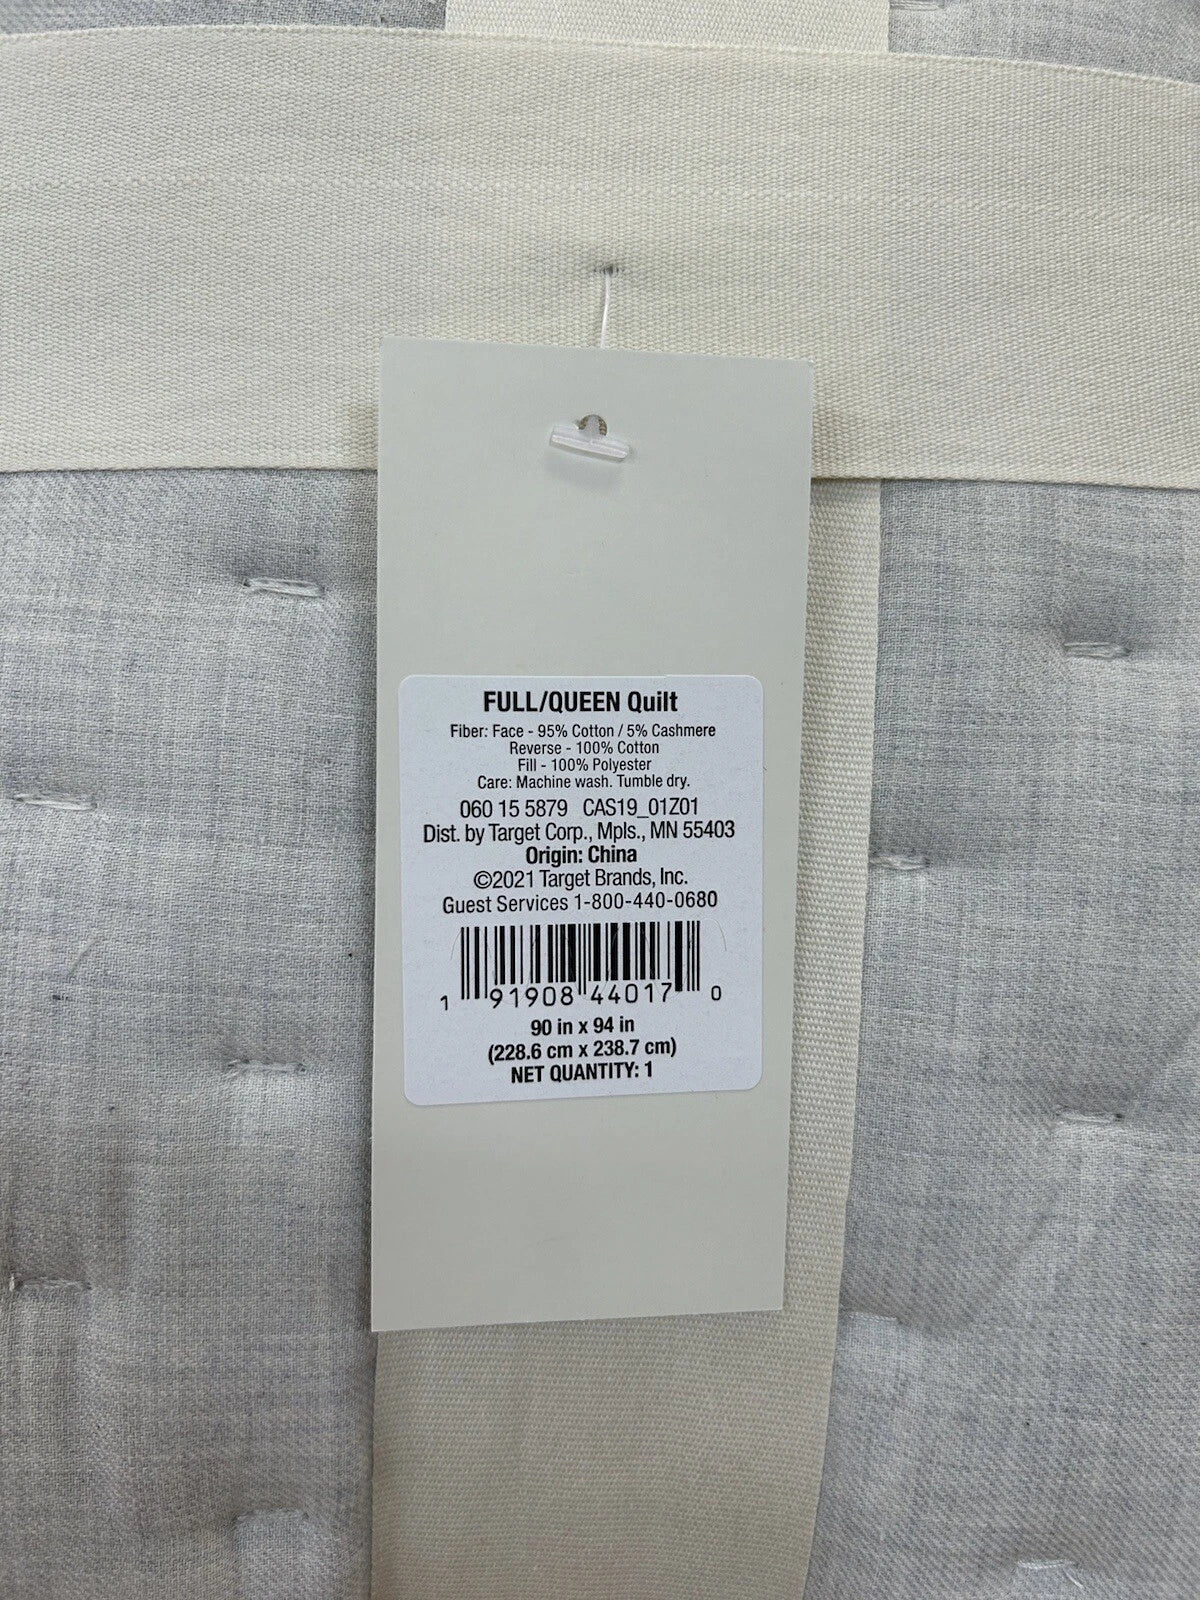 FULL/QUEEN Quilt
Fiber: Face - 95% Cotton / 5% Cashmere
Reverse - 100% Cotton
Fill - 100% Polyester
Care: Machine wash. Tumble dry.
060 15 5879 CAS19_01Z01
Dist. by Target Corp., Mpls., MN 55403
Origin: China
©2021 Target Brands, Inc.
Guest Services 1-800-440-0680
1 91908 44017 0
90 in x 94 in
(228.6 cm x 238.7 cm)
NET QUANTITY: 1